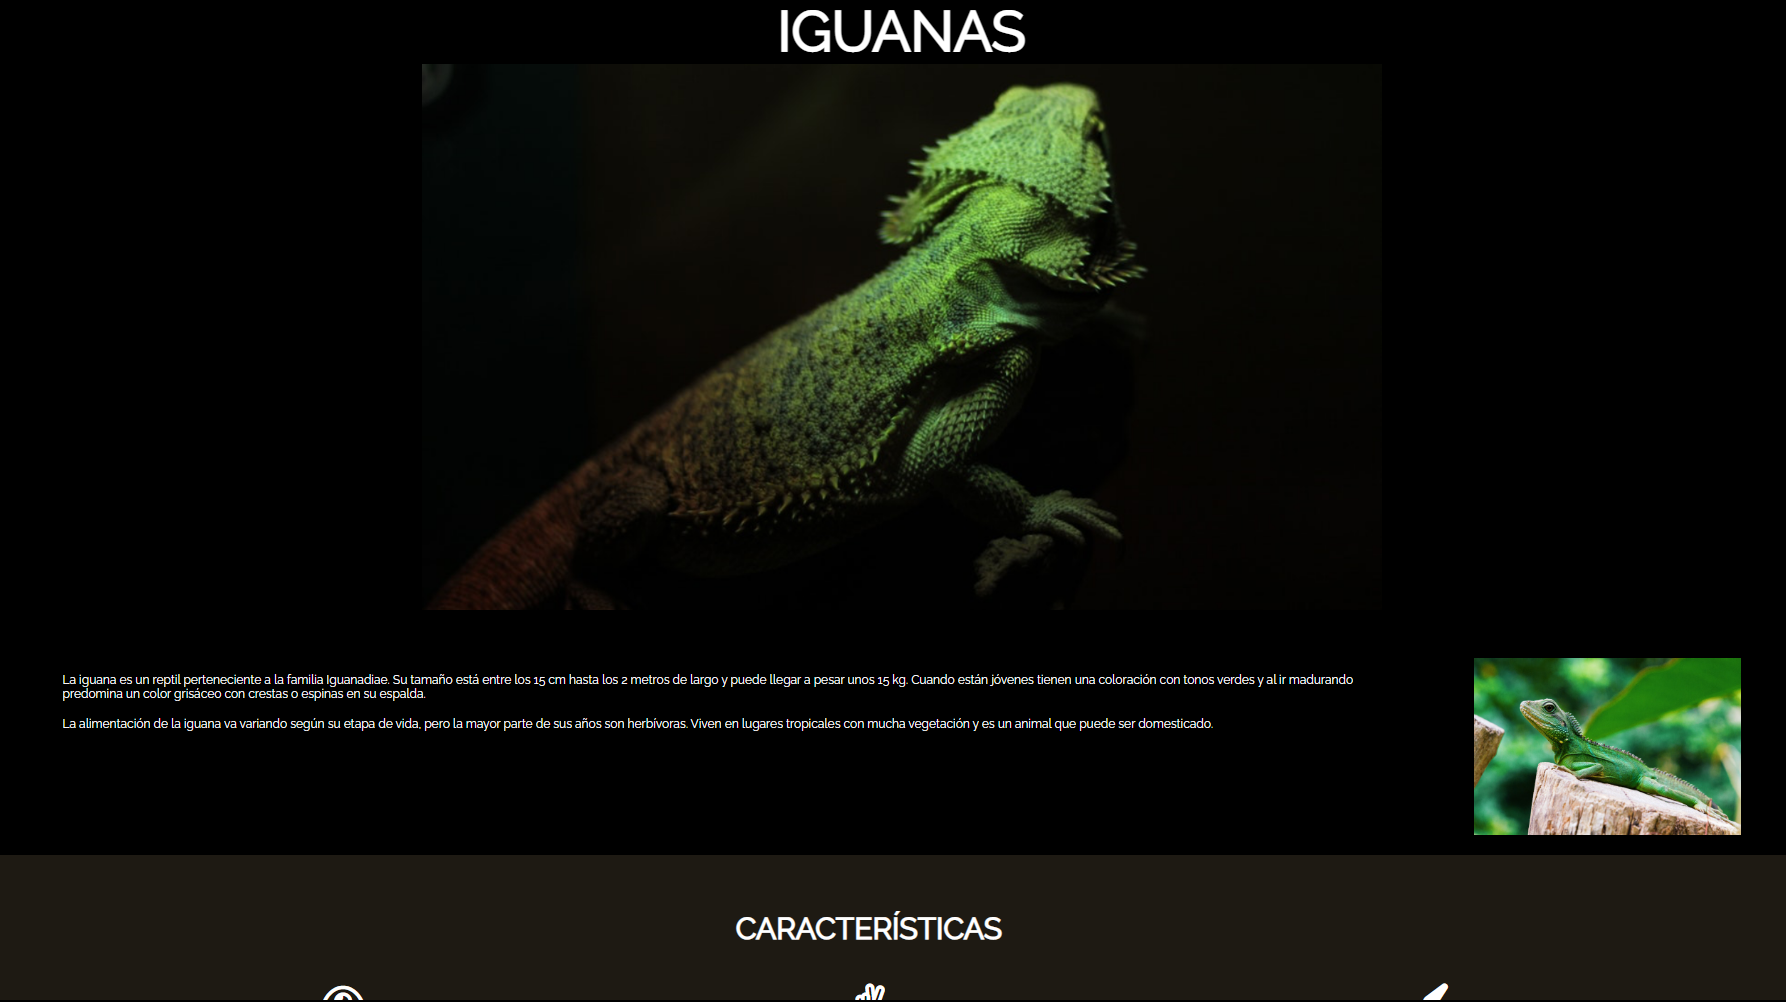 IGUANAS
La iguana es un reptil perteneciente a la familia Iguanadiae. Su tamaño está entre los 15 cm hasta los 2 metros de largo y puede llegar a pesar unos 15 kg. Cuando están jóvenes tienen una coloración con tonos verdes y al ir madurando
predomina un color grisáceo con crestas o espinas en su espalda.
La alimentación de la iguana va variando según su etapa de vida, pero la mayor parte de sus años son herbívoras. Viven en lugares tropicales con mucha vegetación y es un animal que puede ser domesticado.
CARACTERÍSTICAS